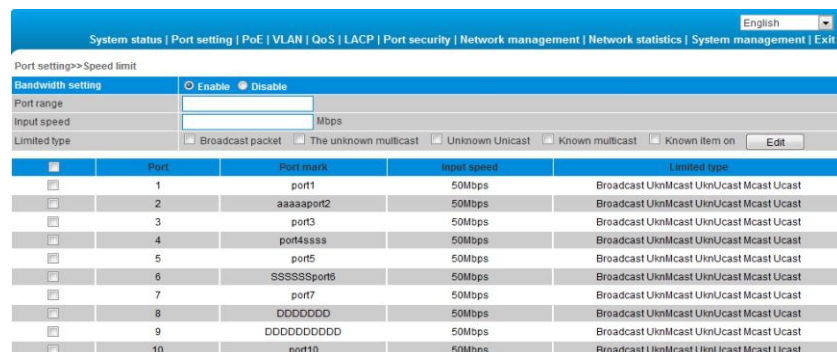 English
System status | Port setting | PoE | VLAN | QoS | LACP | Port security | Network management | Network statistics | System management | Exit
Port setting>>Speed limit
Bandwidth setting Enable Disable
Port range
Input speed Mbps
Limited type Broadcast packet The unknown multicast Unknown Unicast Known multicast Known item on Edit
Port Port mark Input speed Limited type
1 port1 50Mbps Broadcast UknMcast UknUcast Mcast Ucast
2 aaaaaport2 50Mbps Broadcast UknMcast UknUcast Mcast Ucast
3 port3 50Mbps Broadcast UknMcast UknUcast Mcast Ucast
4 port4ssss 50Mbps Broadcast UknMcast UknUcast Mcast Ucast
5 port5 50Mbps Broadcast UknMcast UknUcast Mcast Ucast
6 SSSSSSport6 50Mbps Broadcast UknMcast UknUcast Mcast Ucast
7 port7 50Mbps Broadcast UknMcast UknUcast Mcast Ucast
8 DDDDDDD 50Mbps Broadcast UknMcast UknUcast Mcast Ucast
9 DDDDDDDDDD 50Mbps Broadcast UknMcast UknUcast Mcast Ucast
10 port10 50Mbps Broadcast UknMcast UknUcast Mcast Ucast